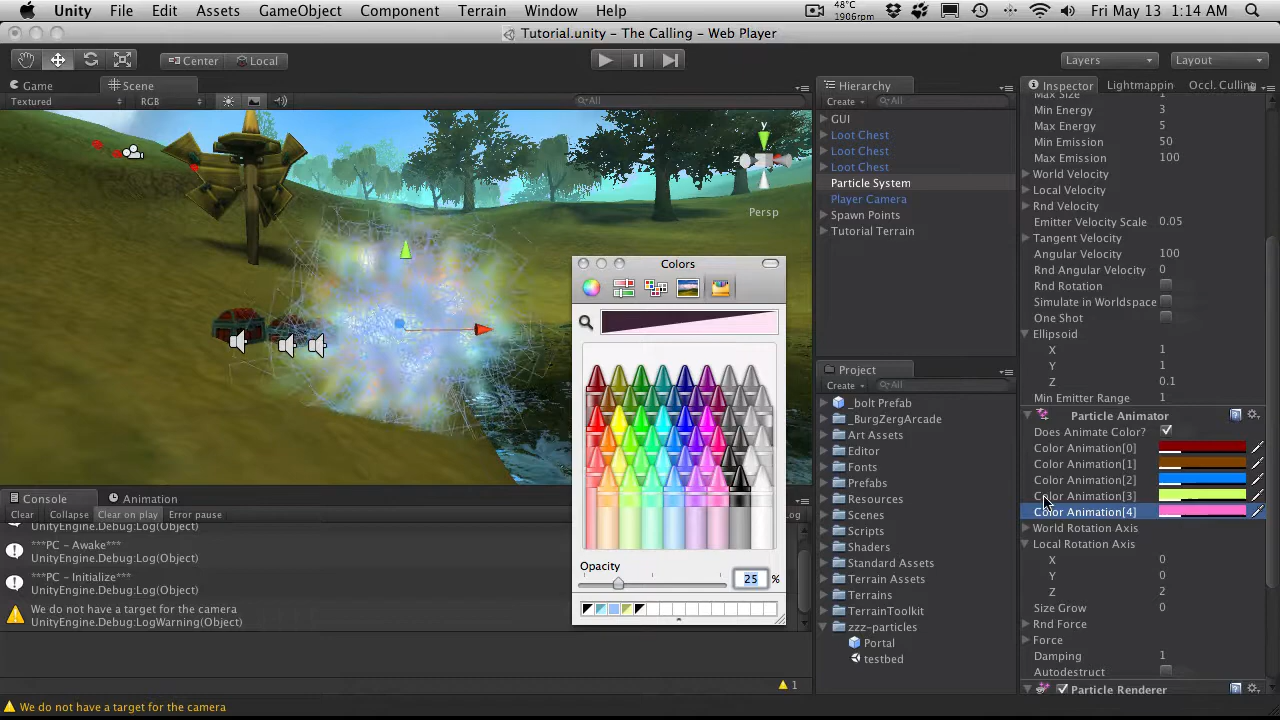 Unity File Edit Assets GameObject Component Terrain Window Help 48°C 1906rpm Fri May 13 1:14 AM
Tutorial.unity - The Calling - Web Player
Center Local Layers Layout
Game Scene
Textured RGB All
y
z
Persp
Hierarchy
Create All
GUI
Loot Chest
Loot Chest
Loot Chest
Particle System
Player Camera
Spawn Points
Tutorial Terrain
Inspector Lightmappin Occl. Culling
Max Size 1
Min Energy 3
Max Energy 5
Min Emission 50
Max Emission 100
World Velocity
Local Velocity
Rnd Velocity
Emitter Velocity Scale 0.05
Tangent Velocity
Angular Velocity 100
Rnd Angular Velocity 0
Rnd Rotation
Simulate in Worldspace
One Shot
Ellipsoid
X 1
Y 1
Z 0.1
Min Emitter Range 1
Particle Animator
Does Animate Color?
Color Animation[0]
Color Animation[1]
Color Animation[2]
Color Animation[3]
Color Animation[4]
World Rotation Axis
Local Rotation Axis
X 0
Y 0
Z 2
Size Grow 0
Rnd Force
Force
Damping 1
Autodestruct
Particle Renderer
Colors
Opacity
25 %
Project
Create All
_bolt Prefab
_BurgZergArcade
Art Assets
Editor
Fonts
Prefabs
Resources
Scenes
Scripts
Shaders
Standard Assets
Terrain Assets
Terrains
TerrainToolkit
zzz-particles
Portal
testbed
Console Animation
Clear Collapse Clear on play Error pause Log
UnityEngine.Debug:Log(Object)
***PC - Awake***
UnityEngine.Debug:Log(Object)
***PC - Initialize***
UnityEngine.Debug:Log(Object)
We do not have a target for the camera
UnityEngine.Debug:LogWarning(Object)
1
We do not have a target for the camera